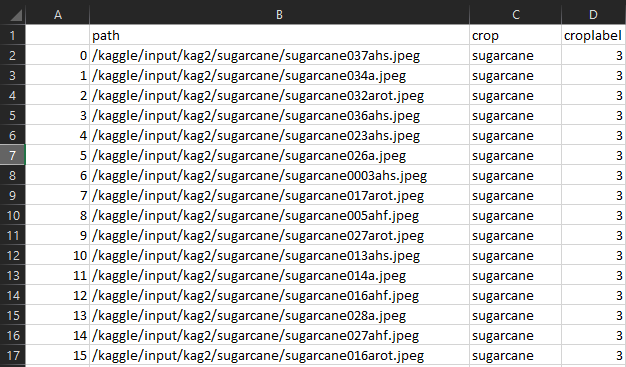 A B C D
1 path crop croplabel
2 0 /kaggle/input/kag2/sugarcane/sugarcane037ahs.jpeg sugarcane 3
3 1 /kaggle/input/kag2/sugarcane/sugarcane034a.jpeg sugarcane 3
4 2 /kaggle/input/kag2/sugarcane/sugarcane032arot.jpeg sugarcane 3
5 3 /kaggle/input/kag2/sugarcane/sugarcane036ahs.jpeg sugarcane 3
6 4 /kaggle/input/kag2/sugarcane/sugarcane023ahs.jpeg sugarcane 3
7 5 /kaggle/input/kag2/sugarcane/sugarcane026a.jpeg sugarcane 3
8 6 /kaggle/input/kag2/sugarcane/sugarcane0003ahs.jpeg sugarcane 3
9 7 /kaggle/input/kag2/sugarcane/sugarcane017arot.jpeg sugarcane 3
10 8 /kaggle/input/kag2/sugarcane/sugarcane005ahf.jpeg sugarcane 3
11 9 /kaggle/input/kag2/sugarcane/sugarcane027arot.jpeg sugarcane 3
12 10 /kaggle/input/kag2/sugarcane/sugarcane013ahs.jpeg sugarcane 3
13 11 /kaggle/input/kag2/sugarcane/sugarcane014a.jpeg sugarcane 3
14 12 /kaggle/input/kag2/sugarcane/sugarcane016ahf.jpeg sugarcane 3
15 13 /kaggle/input/kag2/sugarcane/sugarcane028a.jpeg sugarcane 3
16 14 /kaggle/input/kag2/sugarcane/sugarcane027ahf.jpeg sugarcane 3
17 15 /kaggle/input/kag2/sugarcane/sugarcane016arot.jpeg sugarcane 3